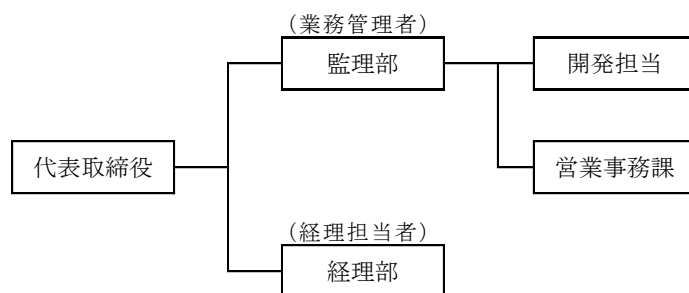 (業務管理者)
監理部
開発担当
代表取締役
営業事務課
(経理担当者)
経理部